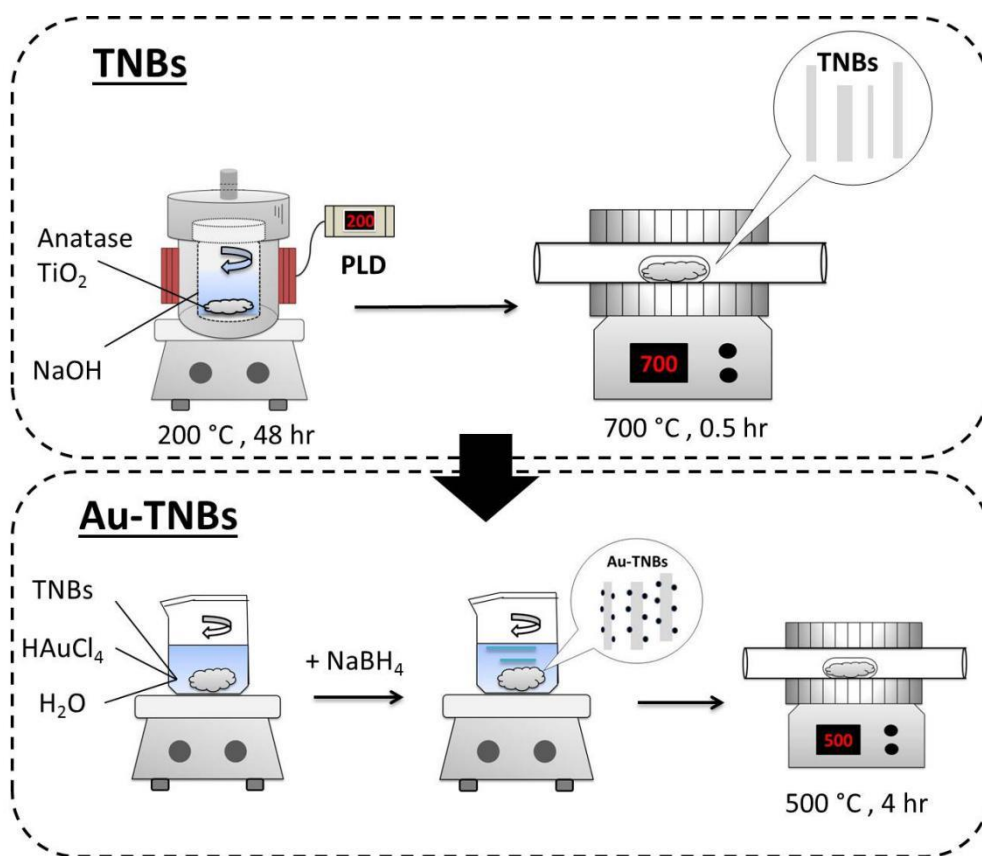 TNBs
TNBs
Anatase
TiO₂
NaOH
200
PLD
200 °C , 48 hr
700
700 °C , 0.5 hr
Au-TNBs
TNBs
HAuCl₄
H₂O
+ NaBH₄
Au-TNBs
500
500 °C , 4 hr